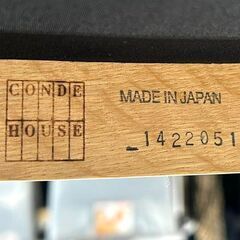 CONDE
HOUSE
MADE IN JAPAN
_1422051